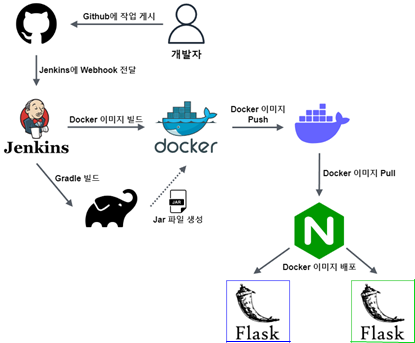 Github에 작업 게시
개발자
Jenkins에 Webhook 전달
Jenkins
Docker 이미지 빌드
docker
Docker 이미지
Push
Gradle 빌드
JAR
Jar 파일 생성
Docker 이미지 Pull
N
Docker 이미지 배포
Flask
Flask